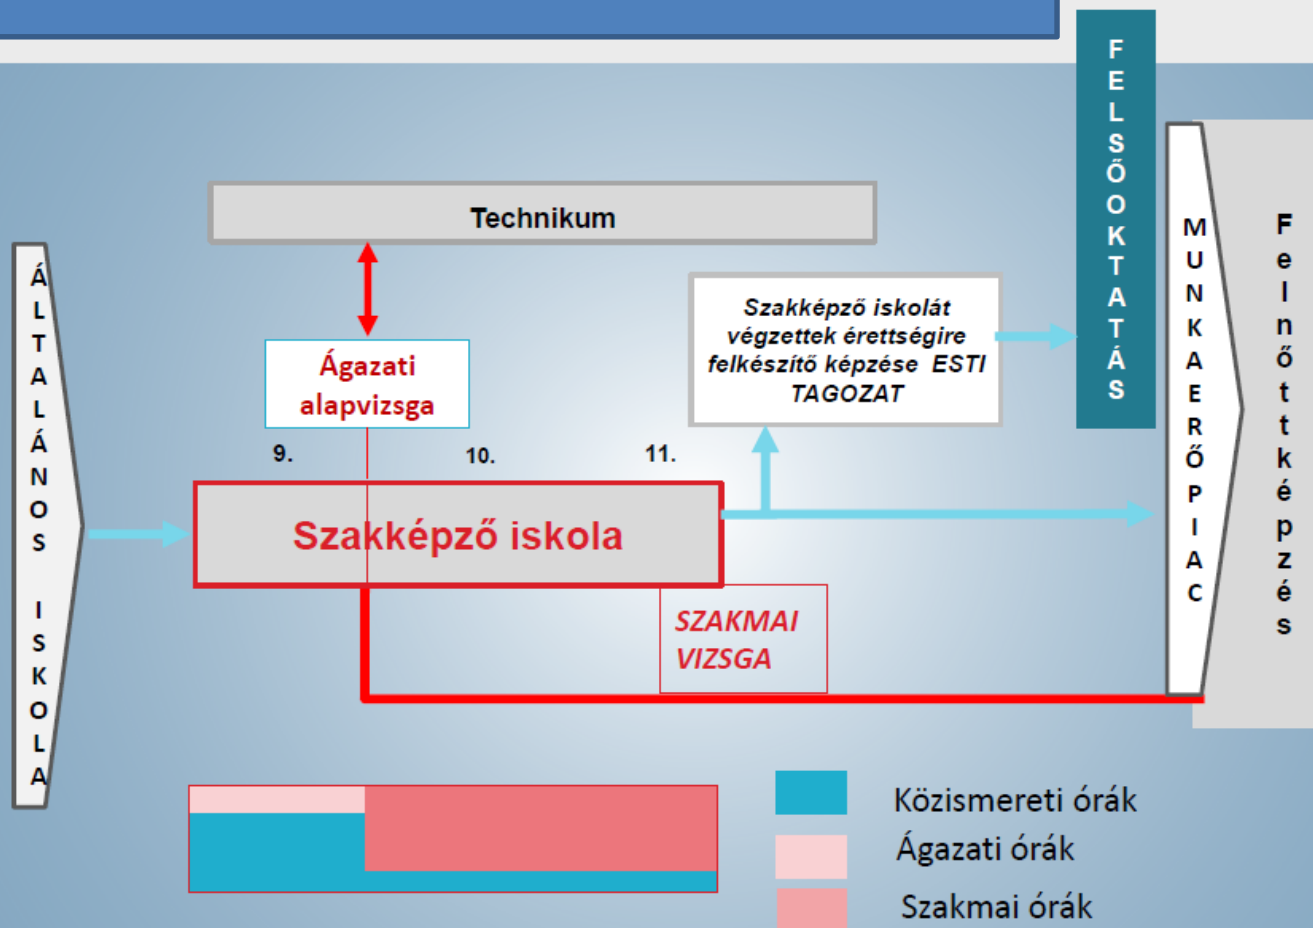 FELSŐOKTATÁS
Technikum
ÁLTALÁNOS ISKOLA
MUNKAERŐPIAC
Felnőttképzés
Szakképző iskolát
végzettek érettségire
felkészítő képzése ESTI
TAGOZAT
Ágazati
alapvizsga
9.
10.
11.
Szakképző iskola
SZAKMAI
VIZSGA
Közismereti órák
Ágazati órák
Szakmai órák